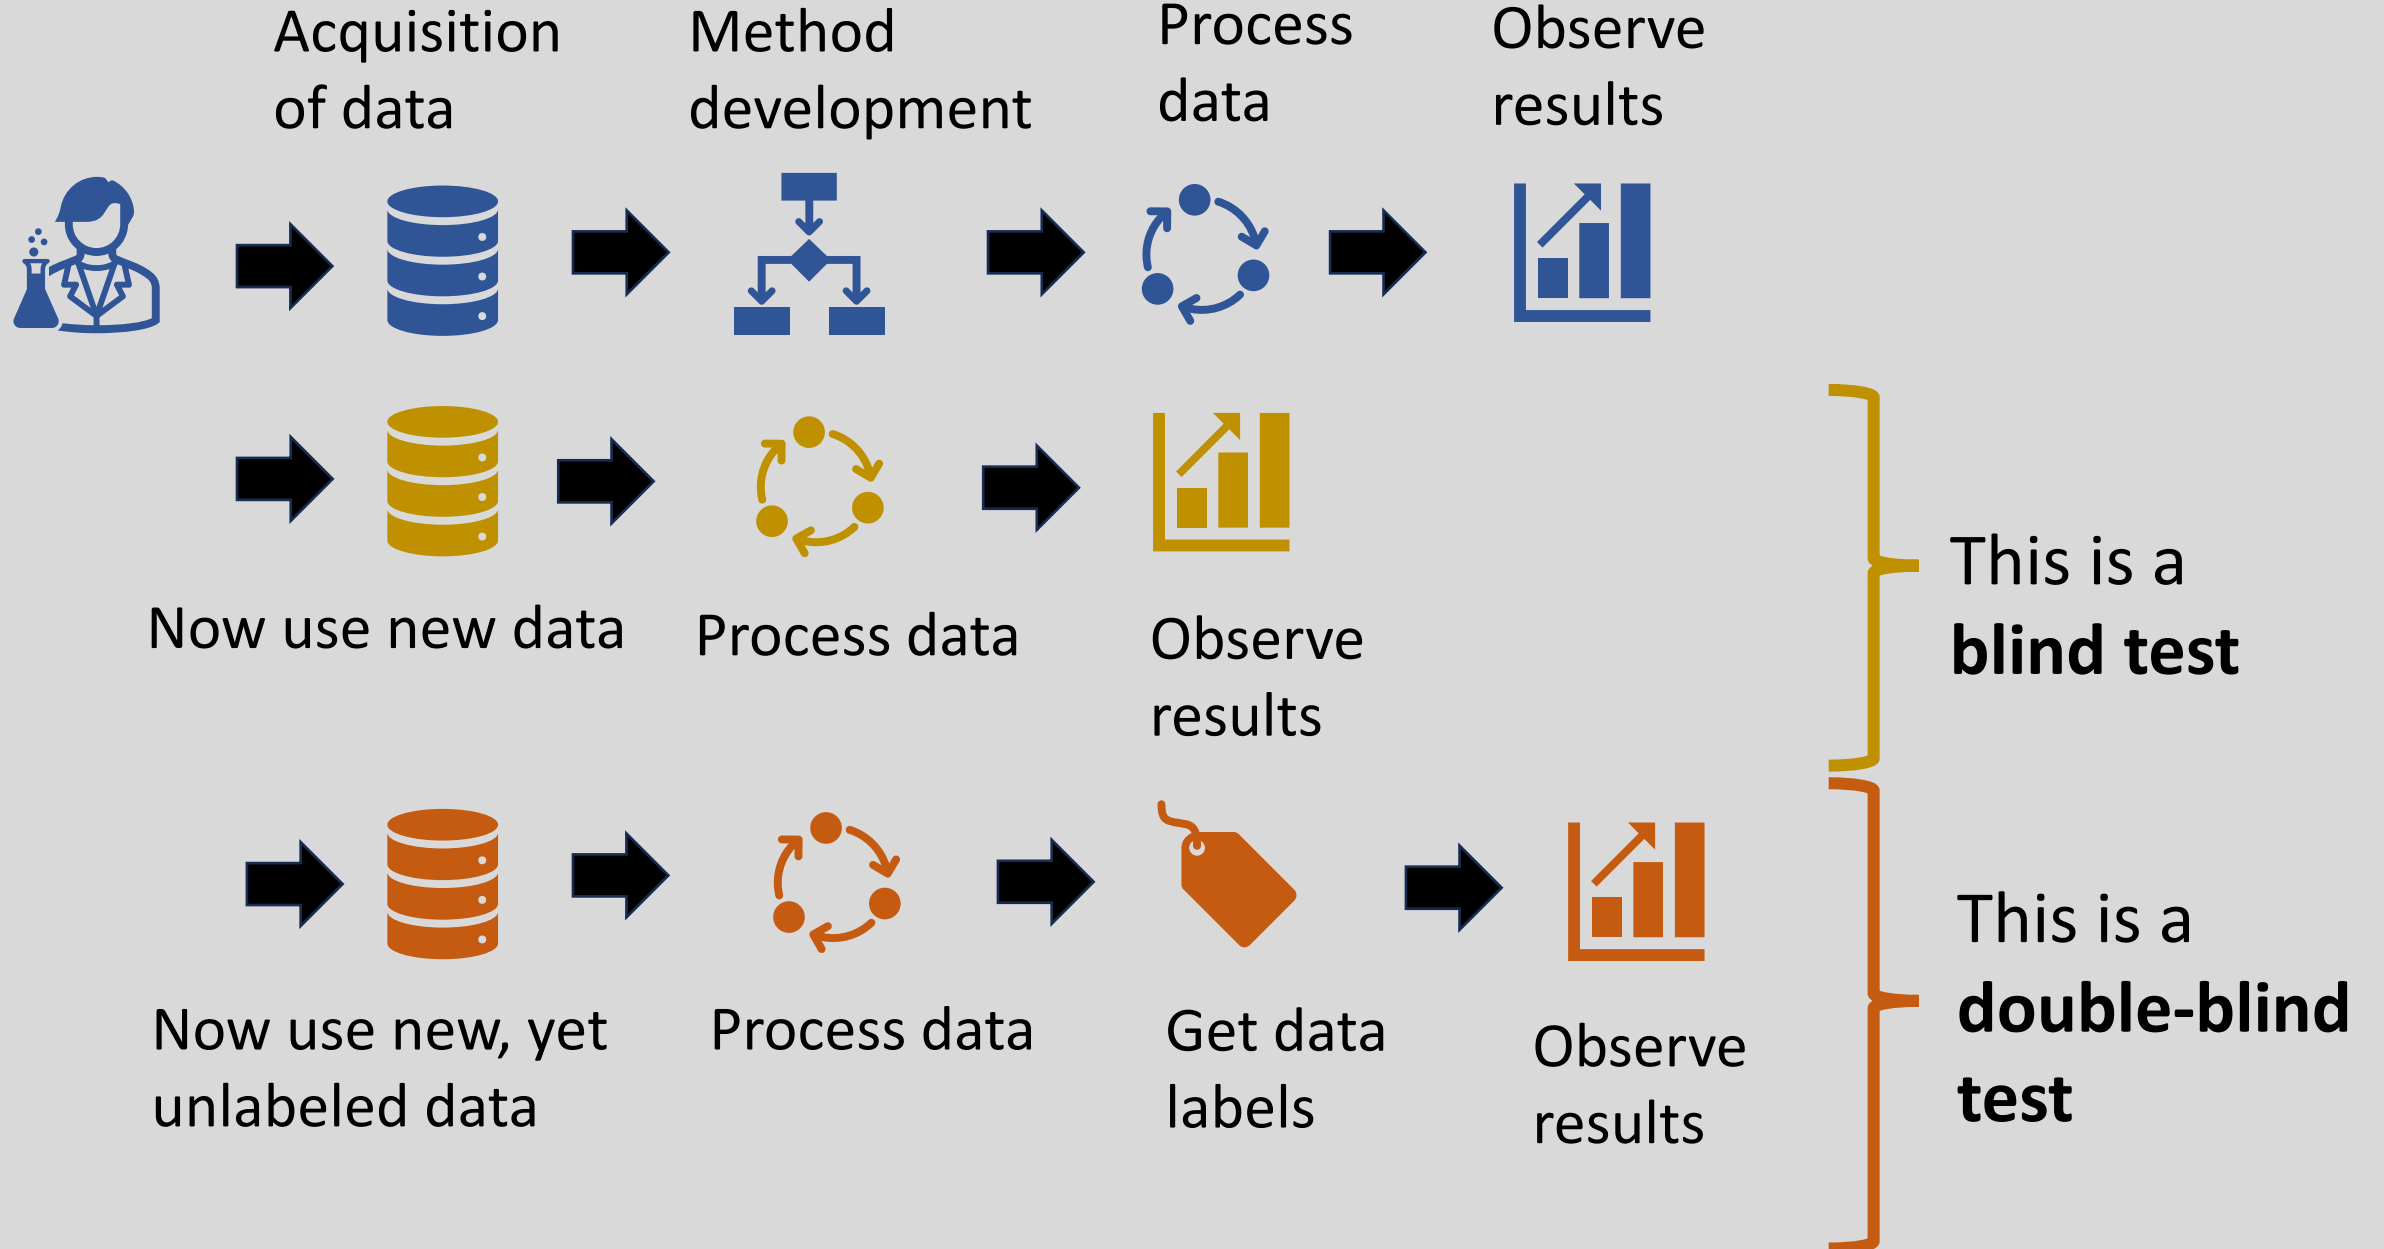 Acquisition
of data
Method
development
Process
data
Observe
results
Now use new data
Process data
Observe
results
This is a
blind test
Now use new, yet
unlabeled data
Process data
Get data
labels
Observe
results
This is a
double-blind
test